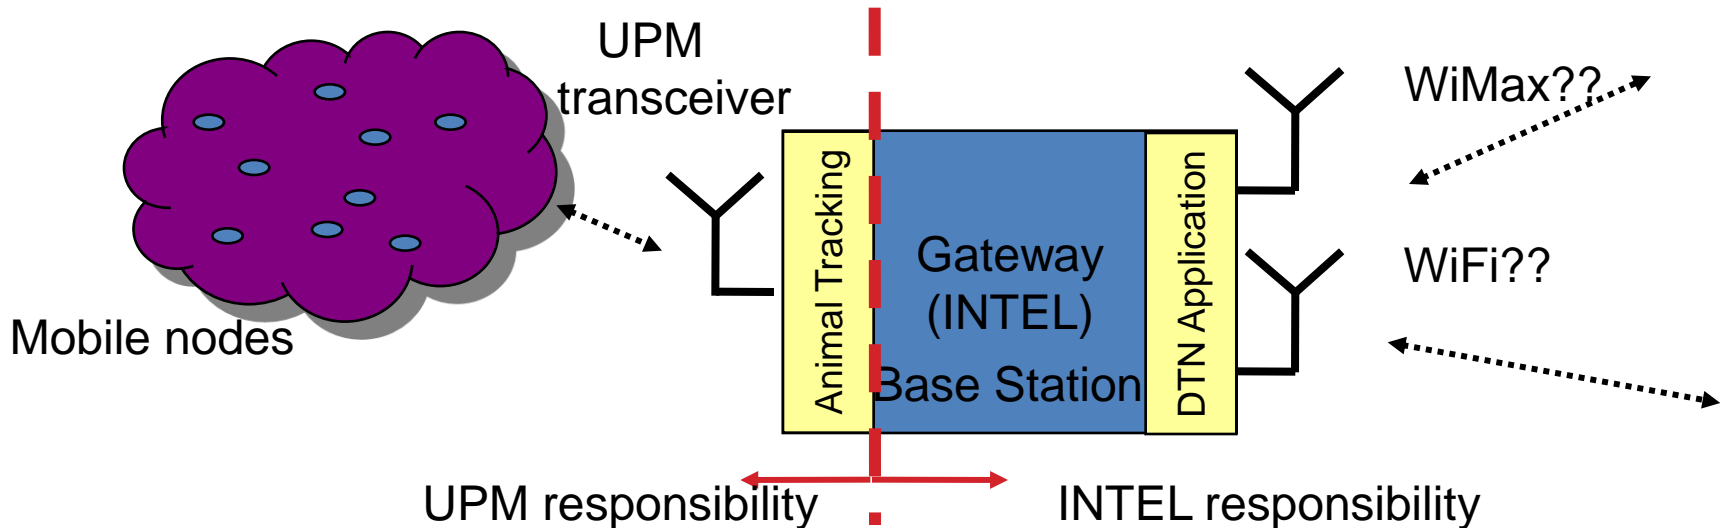 UPM
transceiver
Mobile nodes
Animal Tracking
Gateway
(INTEL)
Base Station
DTN Application
WiMax??
WiFi??
UPM responsibility
INTEL responsibility